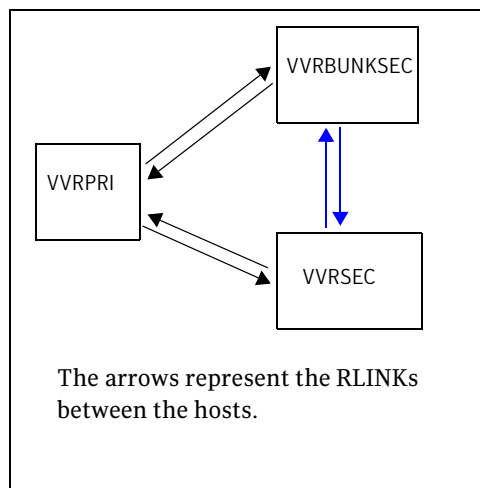 VVRBUNKSEC
VVRPRI
VVRSEC
The arrows represent the RLINKs
between the hosts.